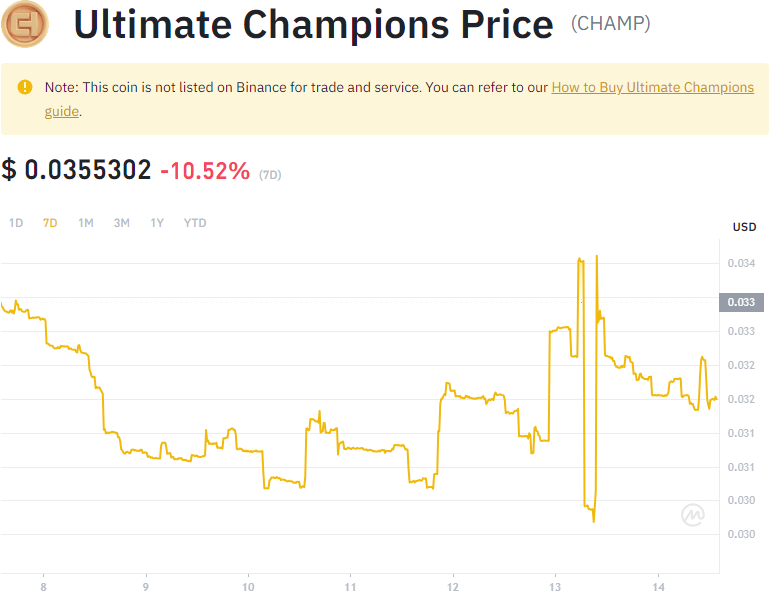 Ultimate Champions Price (CHAMP)
Note: This coin is not listed on Binance for trade and service. You can refer to our How to Buy Ultimate Champions
guide.
$ 0.0355302 -10.52% (7D)
1D 7D 1M 3M 1Y YTD
USD
0.034
0.033
0.033
0.032
0.032
0.031
0.031
0.030
0.030
8 9 10 11 12 13 14